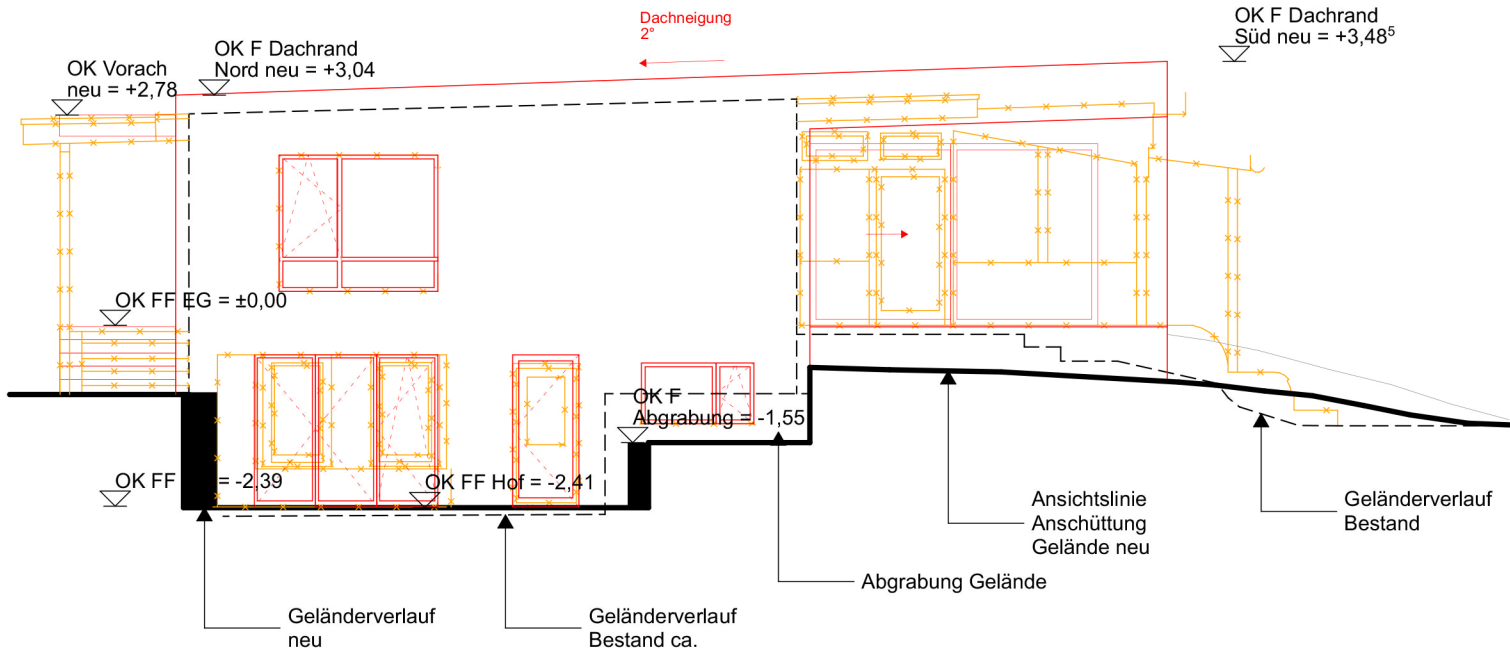 Dachneigung
2°
OK F Dachrand
Süd neu = +3,48⁵
OK F Dachrand
Nord neu = +3,04
OK Vorach
neu = +2,78
OK FF EG = ±0,00
OK F
Abgrabung = -1,55
OK FF = -2,39
OK FF Hof = -2,41
Ansichtslinie
Anschüttung
Gelände neu
Geländerverlauf
Bestand
Abgrabung Gelände
Geländerverlauf
neu
Geländerverlauf
Bestand ca.